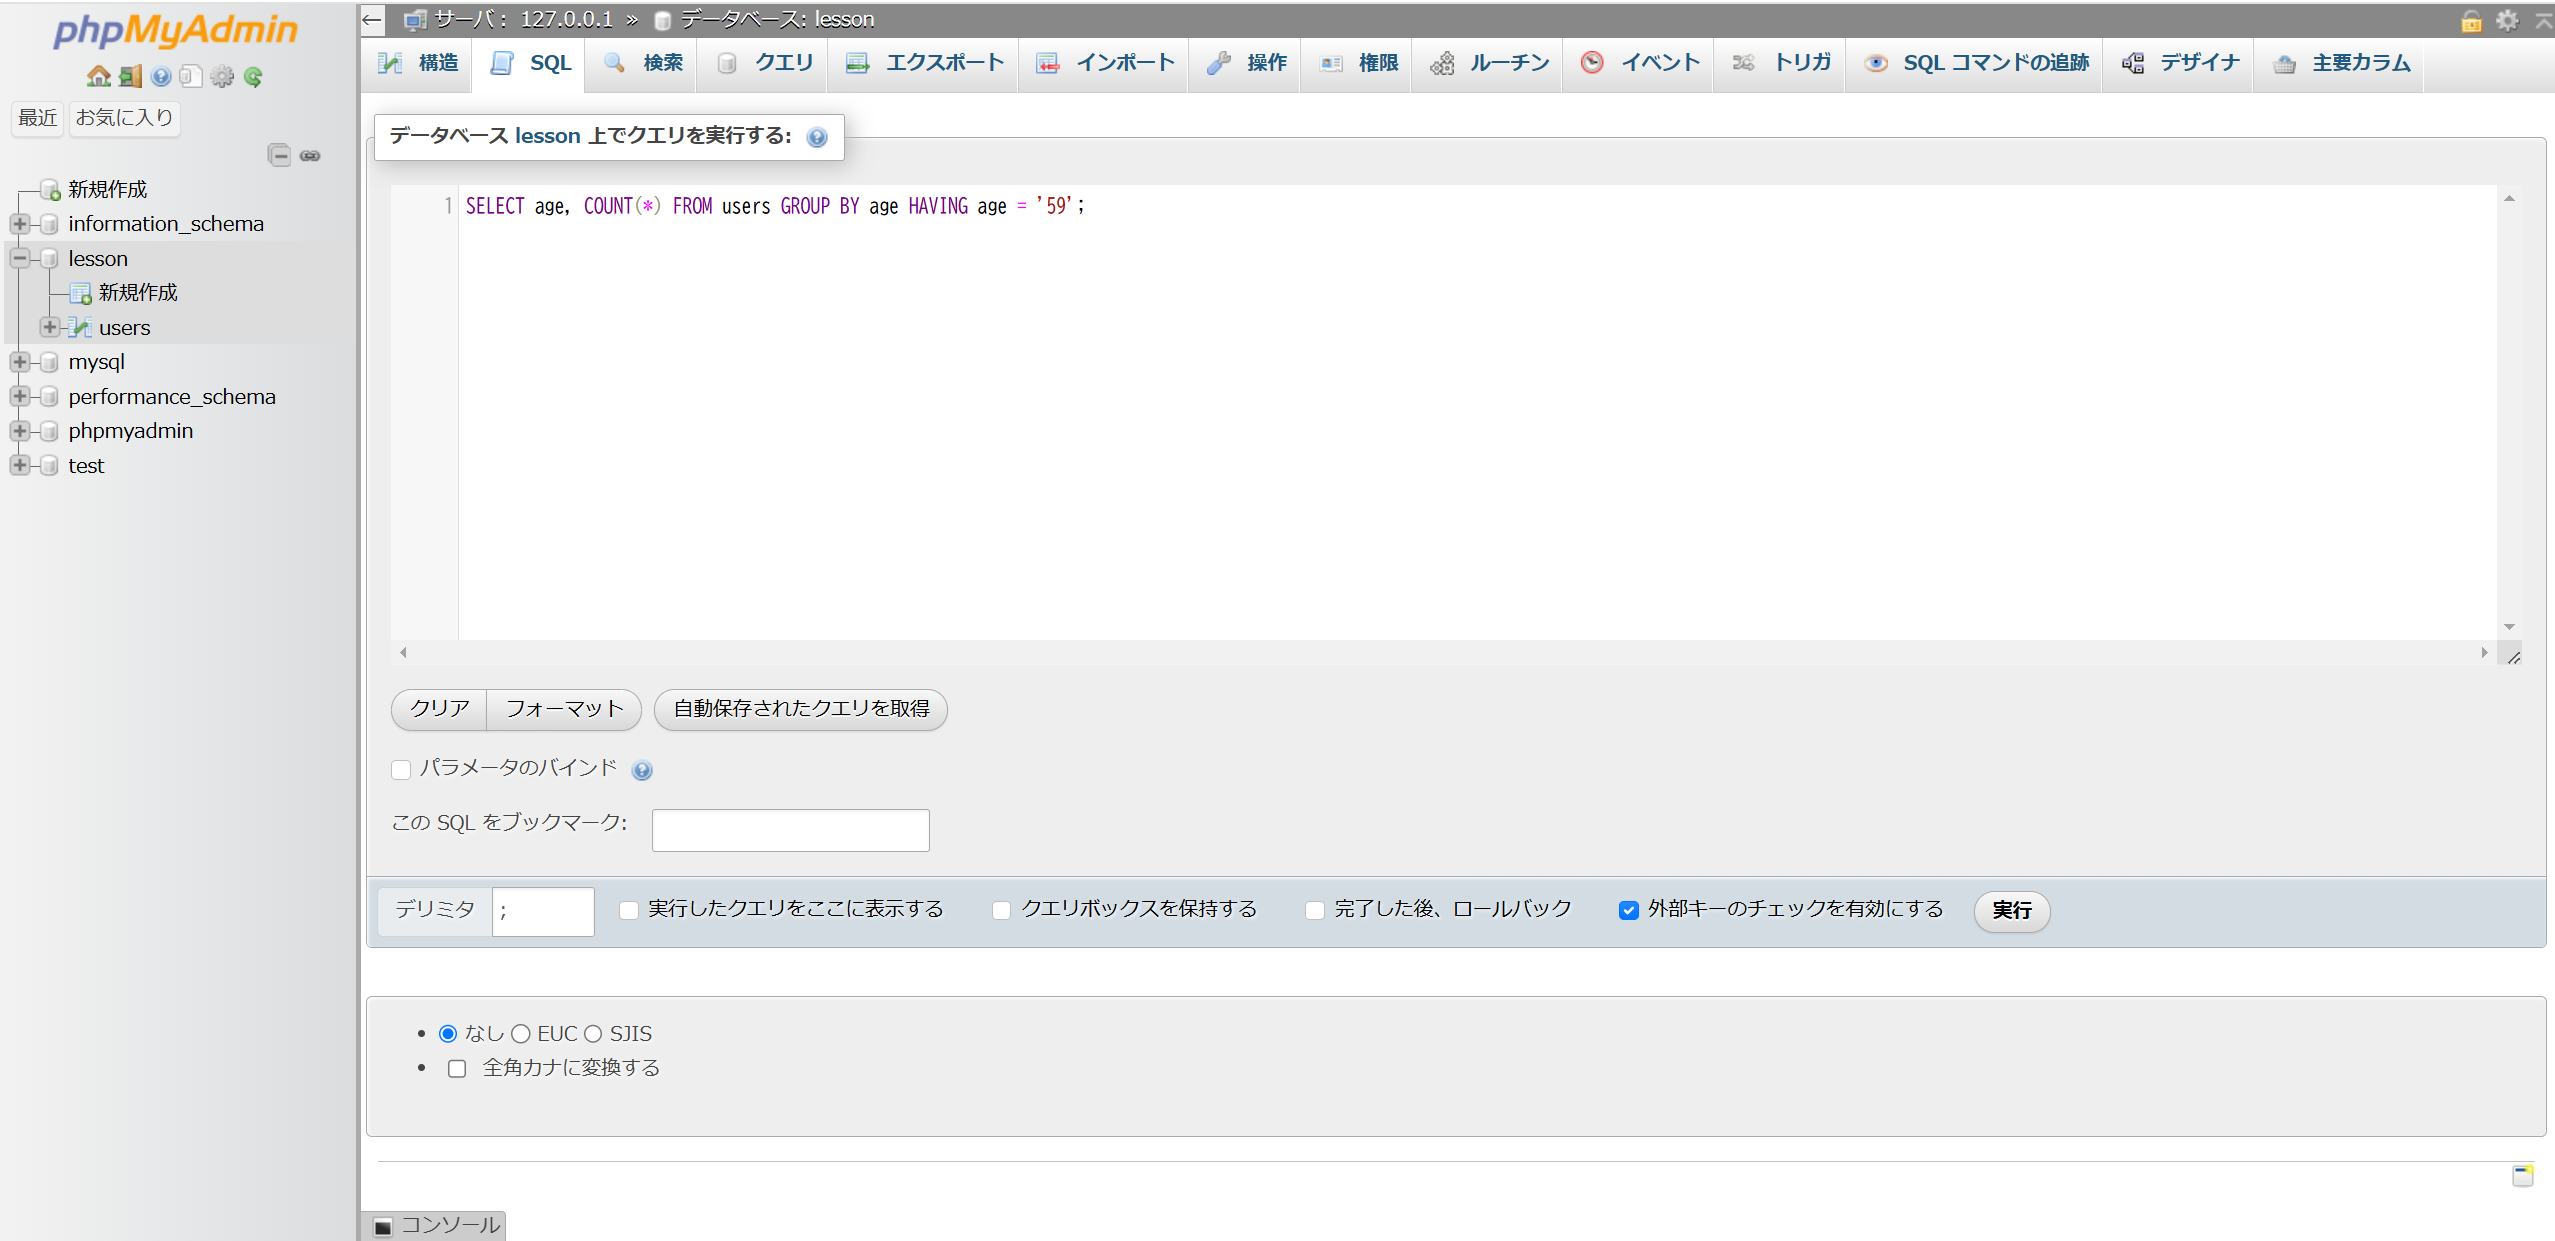 phpMyAdmin
最近 お気に入り
新規作成
information_schema
lesson
新規作成
users
mysql
performance_schema
phpmyadmin
test
← サーバ： 127.0.0.1 » データベース: lesson
構造 SQL 検索 クエリ エクスポート インポート 操作 権限 ルーチン イベント トリガ SQL コマンドの追跡 デザイナ 主要カラム
データベース lesson 上でクエリを実行する:
1 SELECT age, COUNT(*) FROM users GROUP BY age HAVING age = '59';
クリア フォーマット 自動保存されたクエリを取得
パラメータのバインド
この SQL をブックマーク:
デリミタ ; 実行したクエリをここに表示する クエリボックスを保持する 完了した後、ロールバック 外部キーのチェックを有効にする 実行
• なし EUC SJIS
• 全角カナに変換する
コンソール